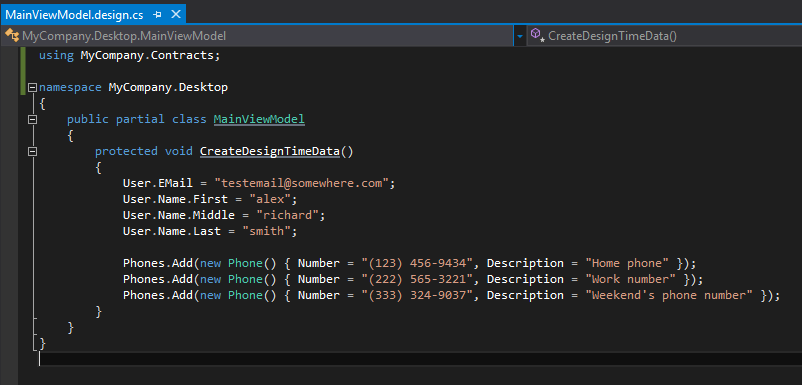 MainViewModel.design.cs
MyCompany.Desktop.MainViewModel CreateDesignTimeData()
using MyCompany.Contracts;
namespace MyCompany.Desktop
{
    public partial class MainViewModel
    {
        protected void CreateDesignTimeData()
        {
            User.EMail = "testemail@somewhere.com";
            User.Name.First = "alex";
            User.Name.Middle = "richard";
            User.Name.Last = "smith";
            Phones.Add(new Phone() { Number = "(123) 456-9434", Description = "Home phone" });
            Phones.Add(new Phone() { Number = "(222) 565-3221", Description = "Work number" });
            Phones.Add(new Phone() { Number = "(333) 324-9037", Description = "Weekend's phone number" });
        }
    }
}